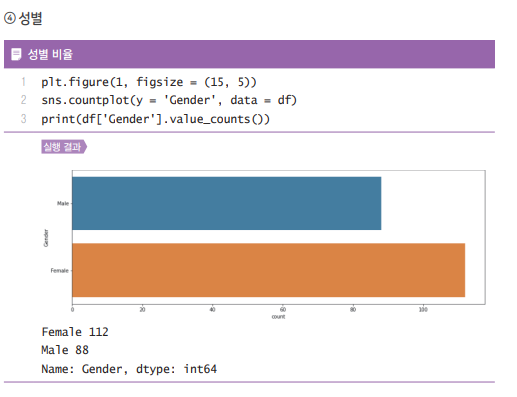 ④ 성별
성별 비율
1 plt.figure(1, figsize = (15, 5))
2 sns.countplot(y = 'Gender', data = df)
3 print(df['Gender'].value_counts())
실행 결과
Male
Gender
Female
0 20 40 60 80 100
count
Female 112
Male 88
Name: Gender, dtype: int64